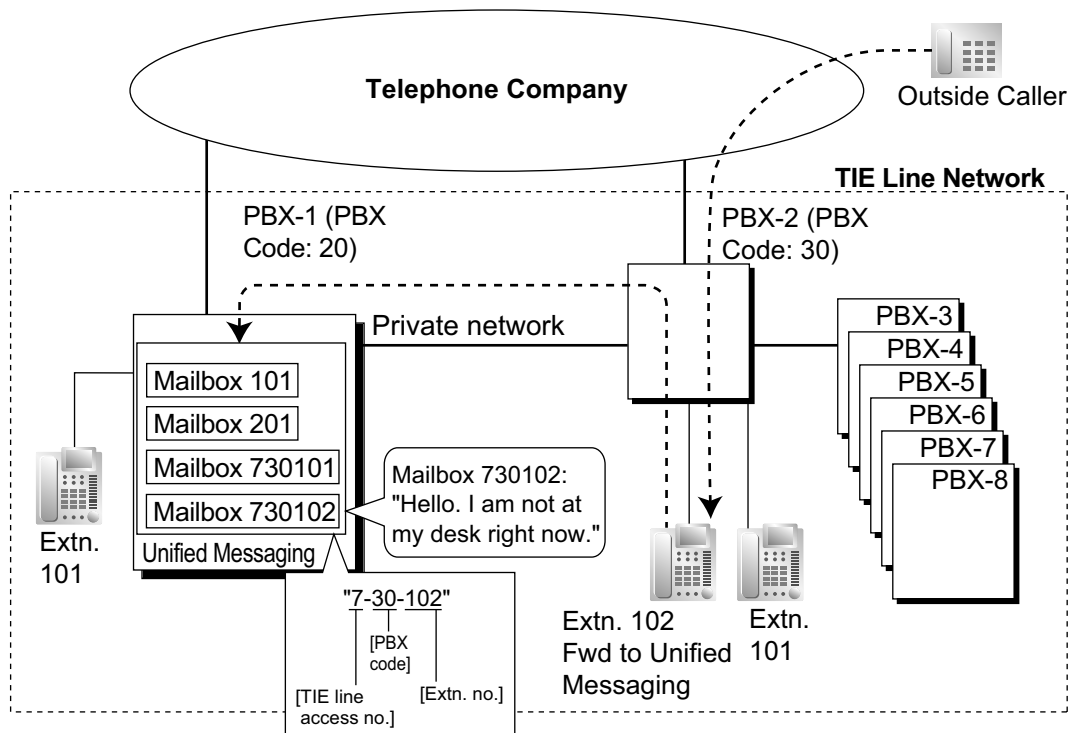 Telephone Company
Outside Caller
TIE Line Network
PBX-1 (PBX
Code: 20)
PBX-2 (PBX
Code: 30)
Private network
Mailbox 101
Mailbox 201
Mailbox 730101
Mailbox 730102
Unified Messaging
Extn.
101
Mailbox 730102:
"Hello. I am not at
my desk right now."
"7-30-102"
[PBX
code]
[TIE line
access no.]
[Extn. no.]
Extn. 102
Fwd to Unified
Messaging
Extn.
101
PBX-3
PBX-4
PBX-5
PBX-6
PBX-7
PBX-8